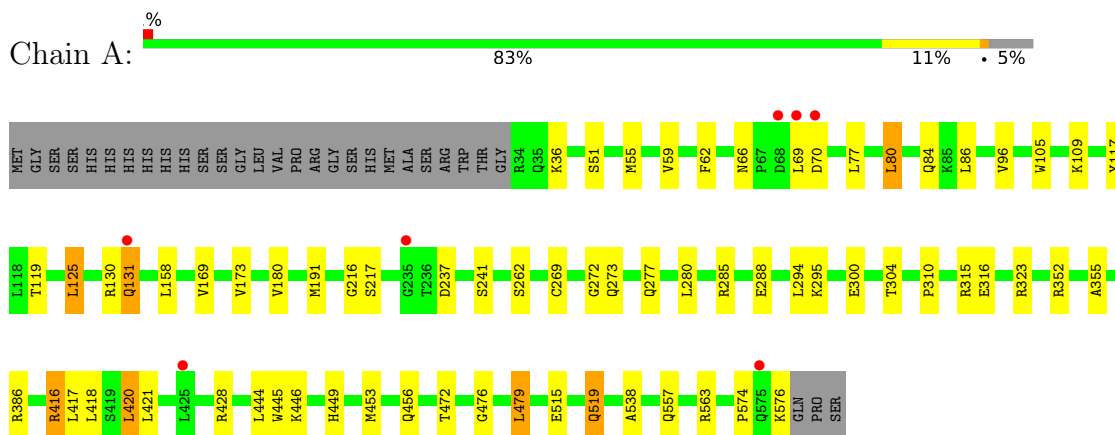 .%
Chain A:
83% 11% • 5%
MET GLY SER SER HIS HIS HIS HIS HIS HIS SER SER GLY LEU VAL PRO ARG GLY SER HIS MET ALA SER ARG TRP THR GLY R34 Q35 K36 S51 M55 V59 F62 N66 P67 D68 L69 D70 L77 L80 Q84 K85 L86 V96 W105 K109 Y117
L118 T119 L125 R130 Q131 L158 V169 V173 V180 M191 G216 S217 G235 T236 D237 S241 S262 C269 G272 Q273 Q277 L280 R285 E288 L294 K295 E300 T304 P310 R315 E316 R323 R352 A355
R386 R416 L417 L418 S419 L420 L421 L425 R428 L444 W445 K446 H449 M453 Q456 T472 G476 L479 E515 Q519 A538 Q557 R563 P574 Q575 K576 GLN PRO SER